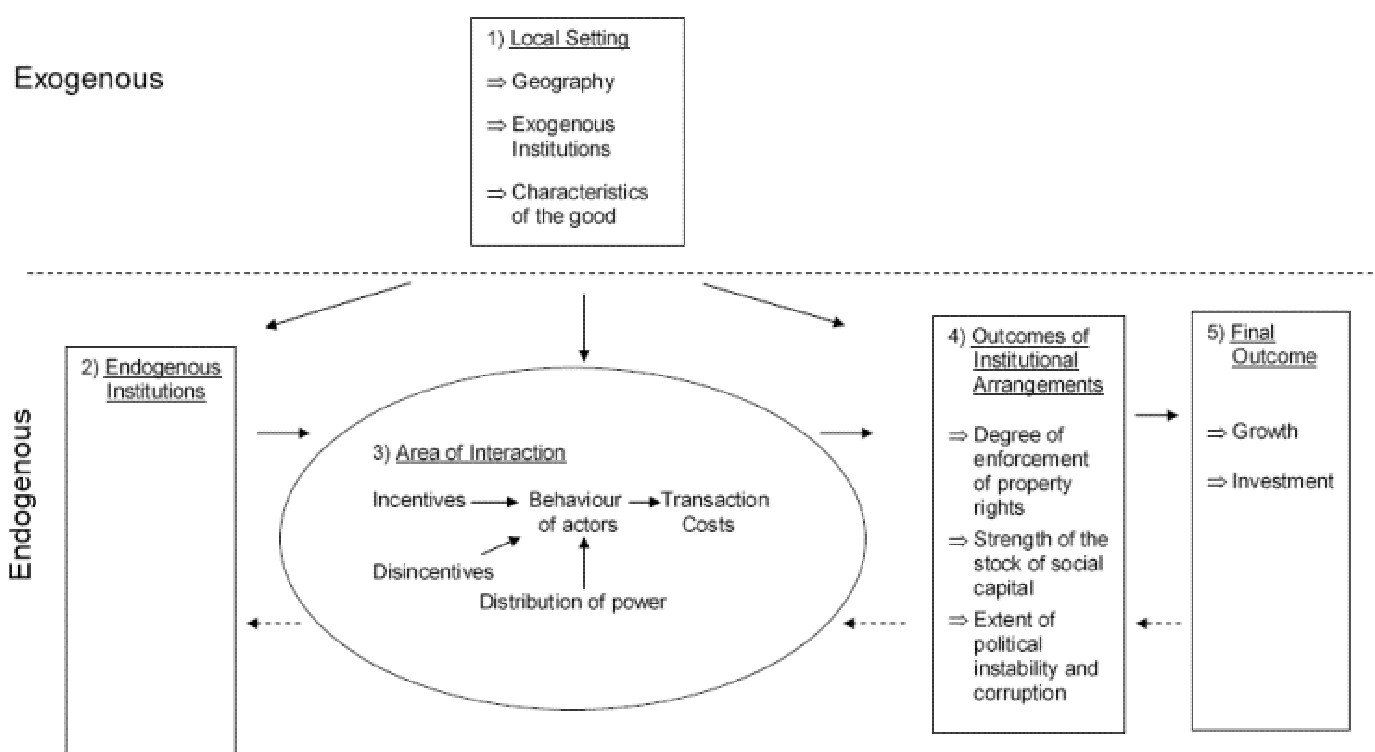 Exogenous
1) Local Setting
⇒ Geography
⇒ Exogenous
Institutions
⇒ Characteristics
of the good
Endogenous
2) Endogenous
Institutions
3) Area of Interaction
Incentives
Behaviour
of actors
Transaction
Costs
Disincentives
Distribution of power
4) Outcomes of
Institutional
Arrangements
⇒ Degree of
enforcement
of property
rights
⇒ Strength of the
stock of social
capital
⇒ Extent of
political
instability and
corruption
5) Final
Outcome
⇒ Growth
⇒ Investment